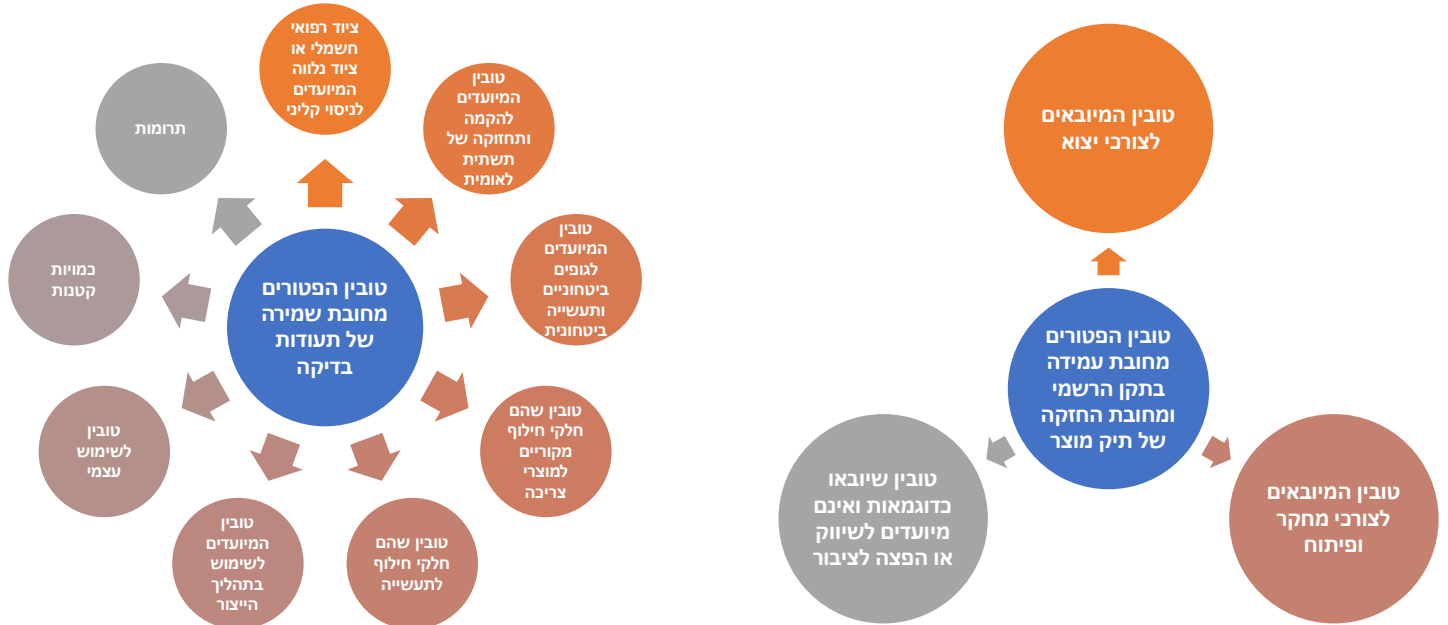 טובין הפטורים
מחובת שמירה
של תעודות
בדיקה
ציוד רפואי
חשמלי או
ציוד נלווה
המיועדים
לניסוי קליני
טובין
המיועדים
להקמה
ותחזוקה של
תשתית
לאומית
טובין
המיועדים
לגופים
ביטחוניים
ותעשייה
ביטחונית
טובין שהם
חלקי חילוף
מקוריים
למוצרי
צריכה
טובין שהם
חלקי חילוף
לתעשייה
טובין
המיועדים
לשימוש
בתהליך
הייצור
טובין
לשימוש
עצמי
כמויות
קטנות
תרומות
טובין הפטורים
מחובת עמידה
בתקן הרשמי
ומחובת החזקה
של תיק מוצר
טובין המיובאים
לצורכי יצוא
טובין המיובאים
לצורכי מחקר
ופיתוח
טובין שיובאו
כדוגמאות ואינם
מיועדים לשיווק
או הפצה לציבור